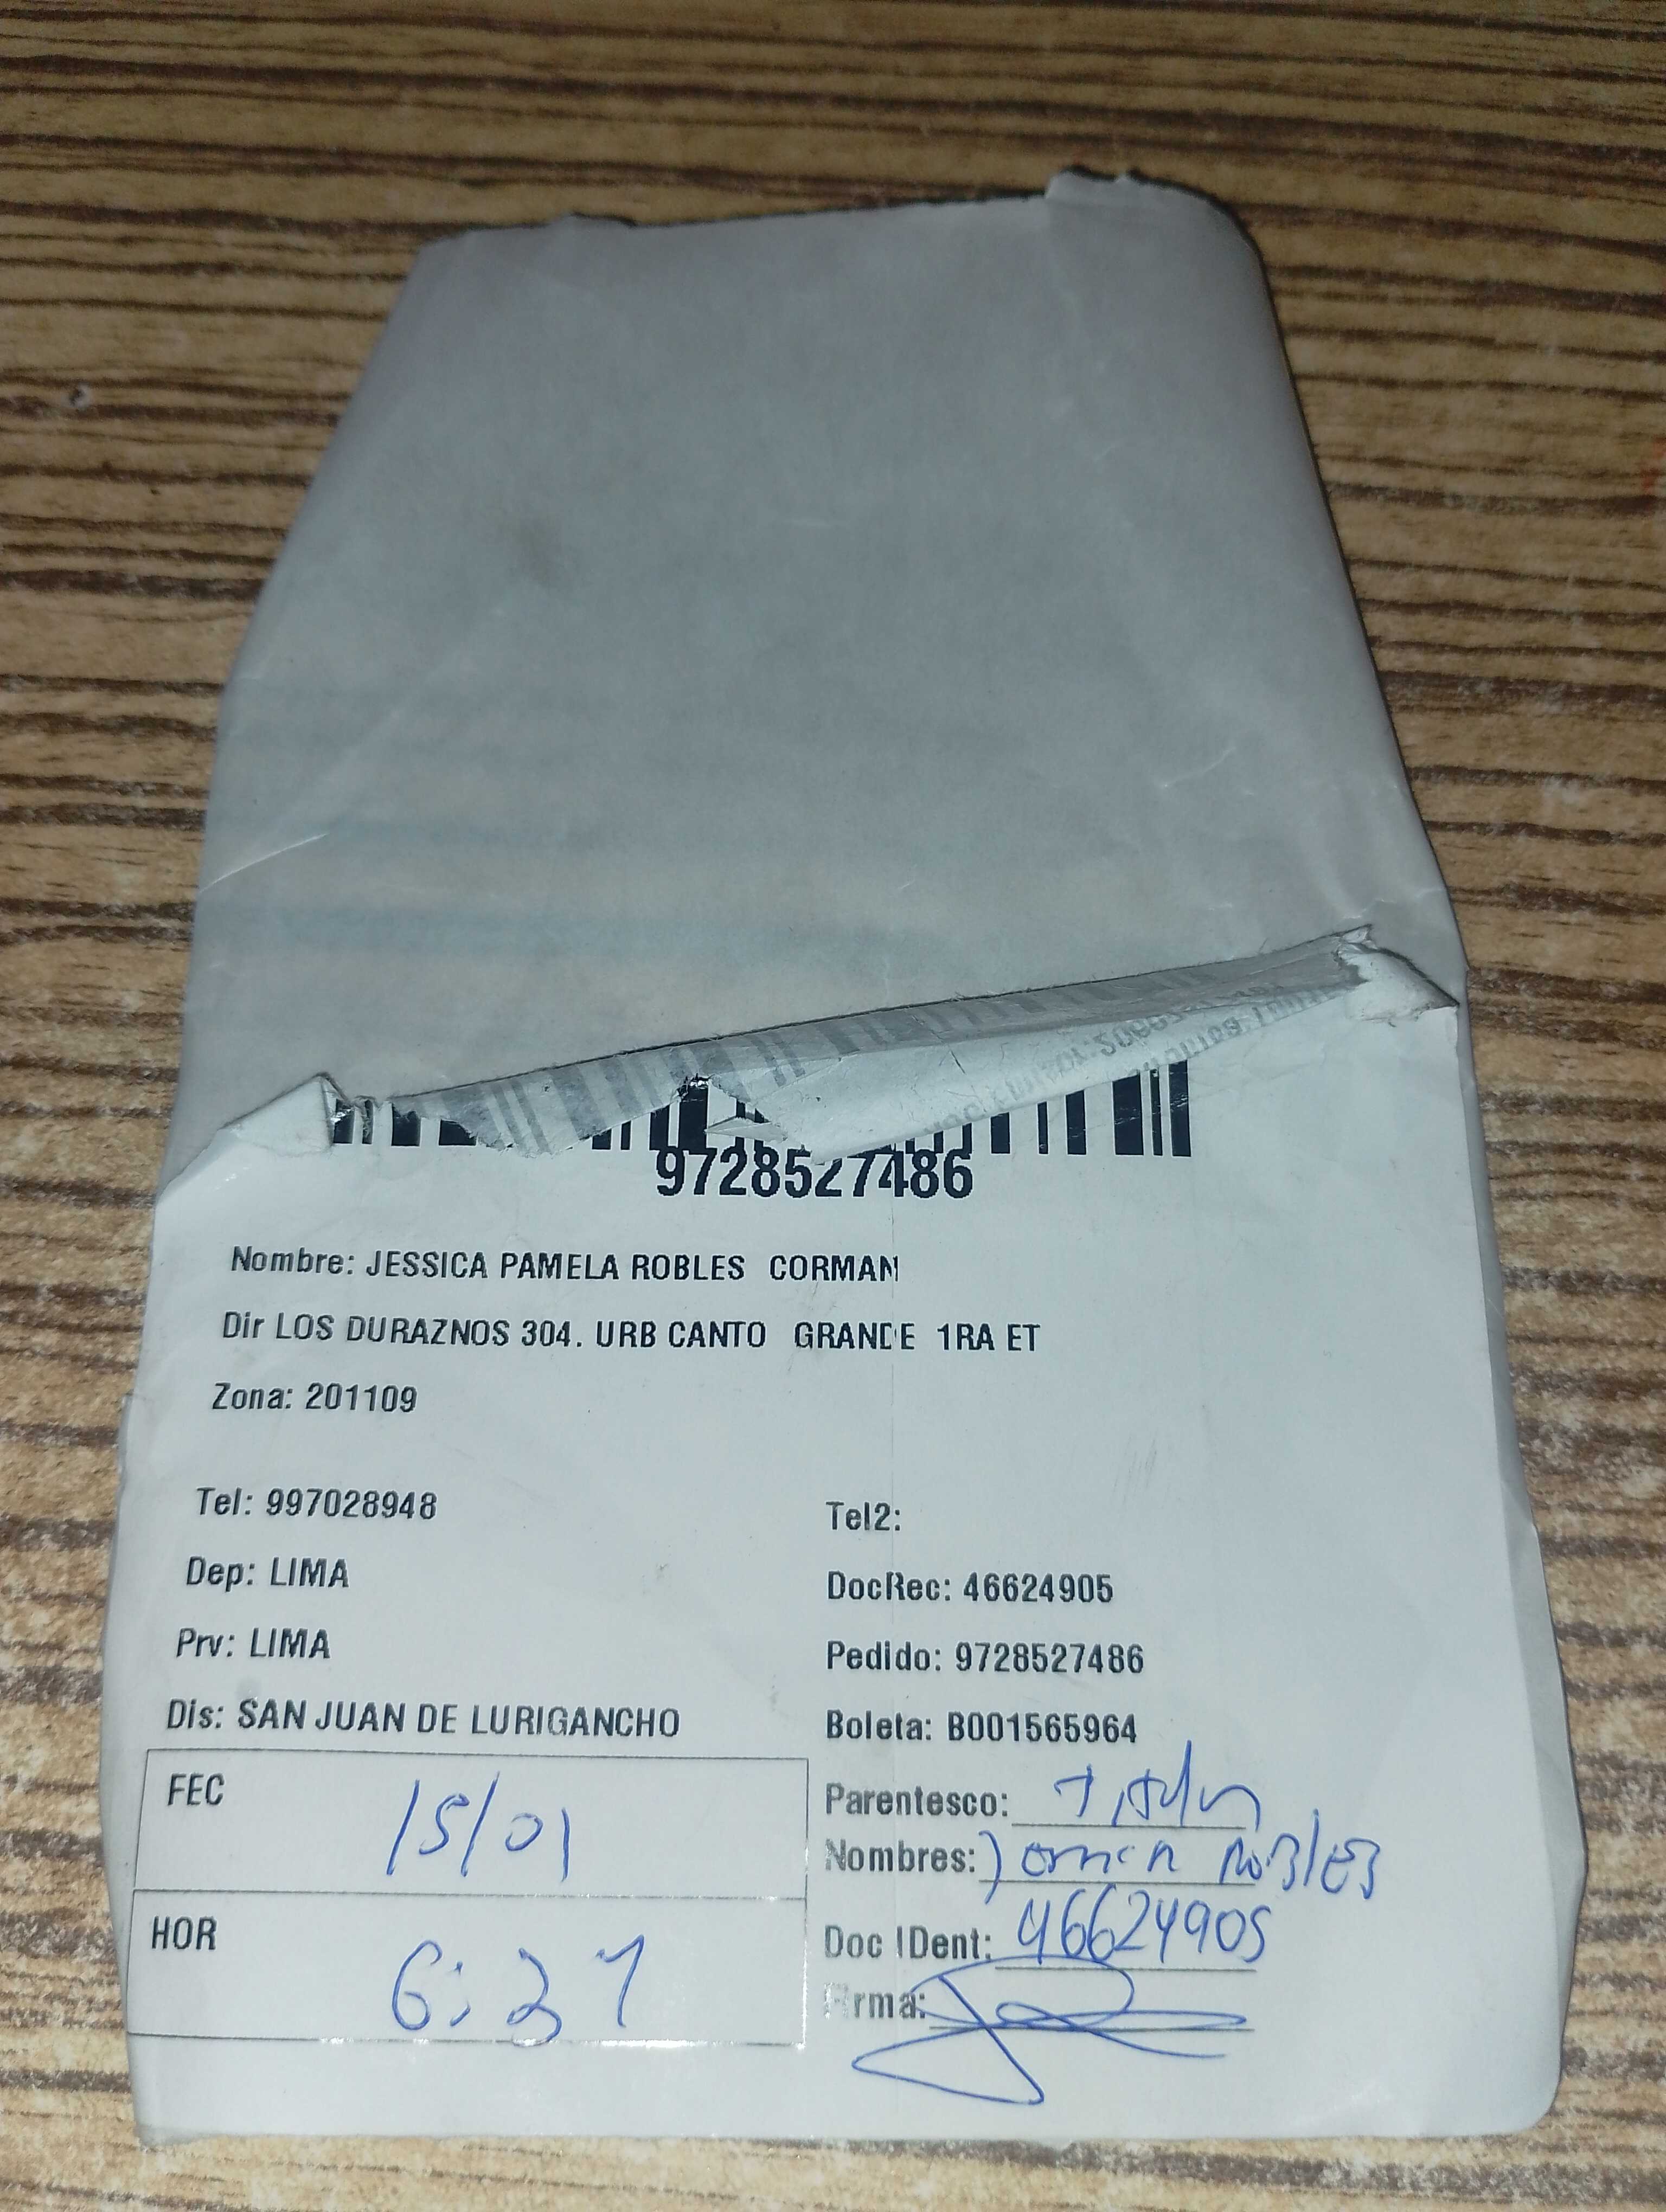 9728527486
Nombre: JESSICA PAMELA ROBLES CORMAN
Dir LOS DURAZNOS 304. URB CANTO GRANDE 1RA ET
Zona: 201109
Tel: 997028948
Tel2:
Dep: LIMA
DocRec: 46624905
Prv: LIMA
Pedido: 9728527486
Dis: SAN JUAN DE LURIGANCHO
Boleta: B001565964
FEC 15/01
Parentesco:
Nombres: Robles
HOR 6:27
Doc IDent: 46624905
Firma: